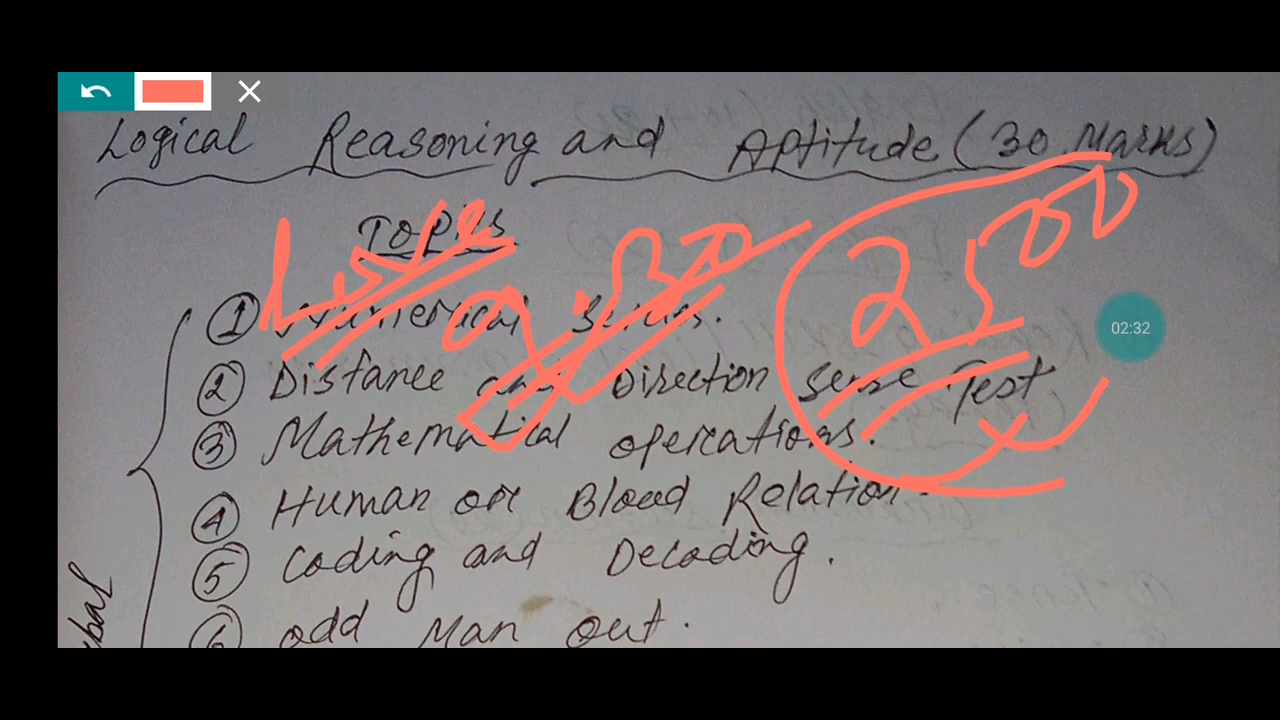 Logical Reasoning and Aptitude (30 Marks)
Topics
① Numerical Series.
② Distance and Direction Sense Test
③ Mathematical operations.
④ Human or Blood Relation.
⑤ Coding and Decoding.
⑥ odd Man out.
2500
02:32